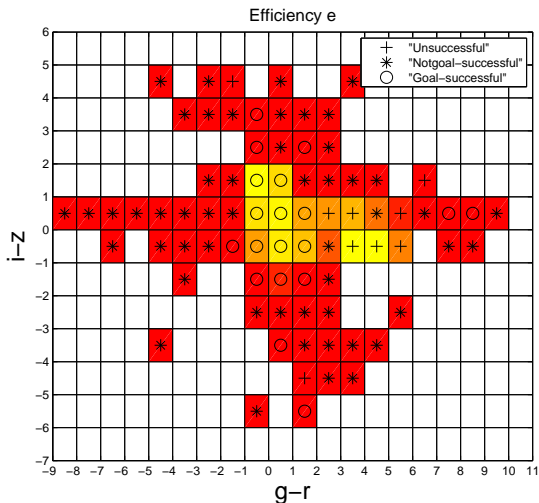 Efficiency e
"Unsuccessful"
"Notgoal-successful"
"Goal-successful"
6
5
4
3
2
1
0
−1
−2
−3
−4
−5
−6
−7
i−z
−9 −8 −7 −6 −5 −4 −3 −2 −1 0 1 2 3 4 5 6 7 8 9 10 11
g−r